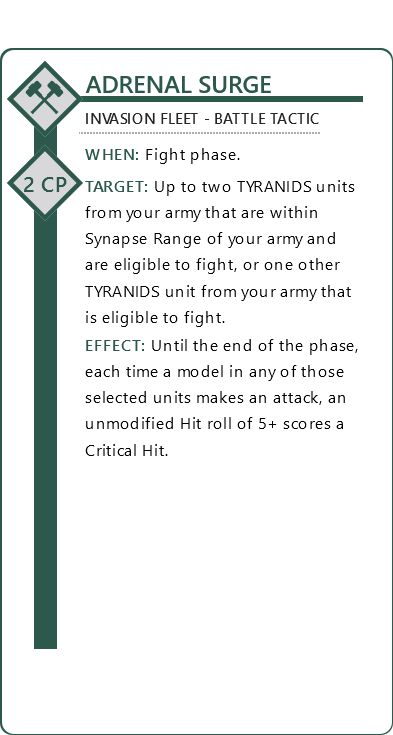 ADRENAL SURGE
INVASION FLEET - BATTLE TACTIC
WHEN: Fight phase.
2 CP
TARGET: Up to two TYRANIDS units
from your army that are within
Synapse Range of your army and
are eligible to fight, or one other
TYRANIDS unit from your army that
is eligible to fight.
EFFECT: Until the end of the phase,
each time a model in any of those
selected units makes an attack, an
unmodified Hit roll of 5+ scores a
Critical Hit.